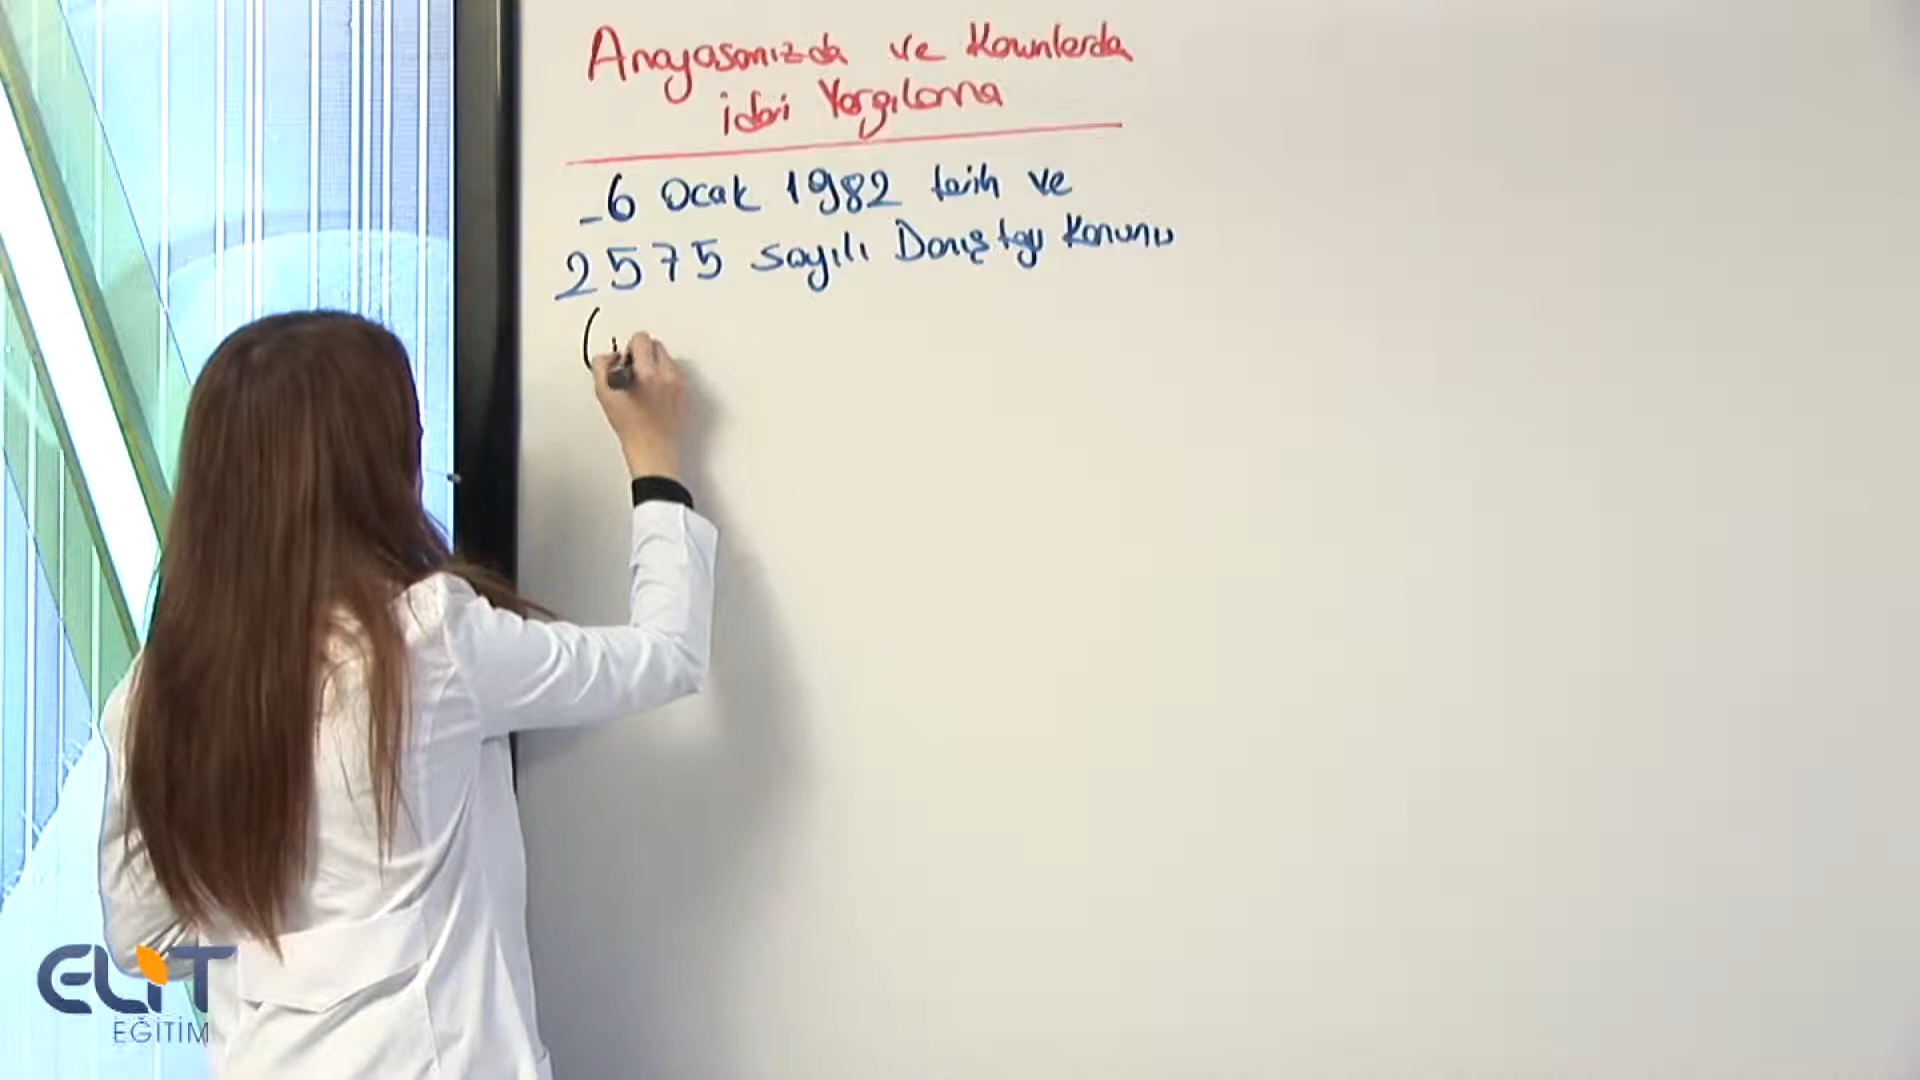 Anayasamızda ve Kanunlarda
İdari Yargılama
- 6 Ocak 1982 tarih ve
2575 sayılı Danıştay Kanunu
(
ELİT
EĞİTİM